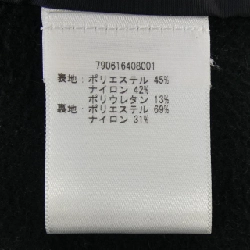 790616408001
表地：ポリエステル 45%
ナイロン 42%
ポリウレタン 13%
裏地：ポリエステル 69%
ナイロン 31%